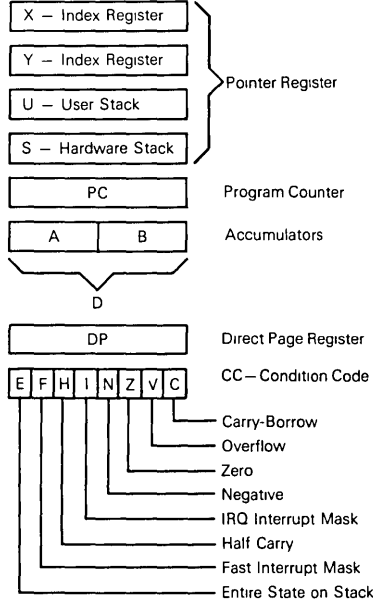 X – Index Register
Y – Index Register
U – User Stack
S – Hardware Stack
Pointer Register
PC
Program Counter
A B
Accumulators
D
DP
Direct Page Register
E F H I N Z V C
CC – Condition Code
Carry-Borrow
Overflow
Zero
Negative
IRQ Interrupt Mask
Half Carry
Fast Interrupt Mask
Entire State on Stack